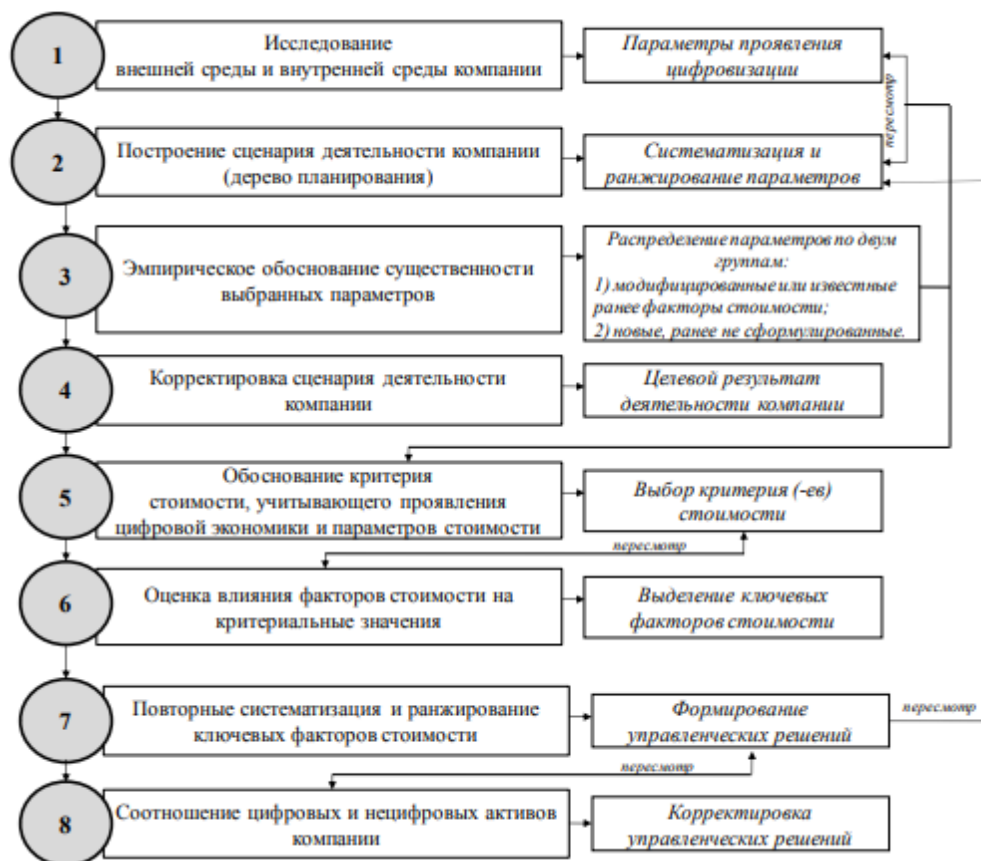 1
Исследование
внешней среды и внутренней среды компании
Параметры проявления
цифровизации
пересмотр
2
Построение сценария деятельности компании
(дерево планирования)
Систематизация и
ранжирование параметров
3
Эмпирическое обоснование существенности
выбранных параметров
Распределение параметров по двум
группам:
1) модифицированные или известные
ранее факторы стоимости;
2) новые, ранее не сформулированные.
4
Корректировка сценария деятельности
компании
Целевой результат
деятельности компании
5
Обоснование критерия
стоимости, учитывающего проявления
цифровой экономики и параметров стоимости
Выбор критерия (-ев)
стоимости
пересмотр
6
Оценка влияния факторов стоимости на
критериальные значения
Выделение ключевых
факторов стоимости
7
Повторные систематизация и ранжирование
ключевых факторов стоимости
Формирование
управленческих решений
пересмотр
пересмотр
8
Соотношение цифровых и нецифровых активов
компании
Корректировка
управленческих решений